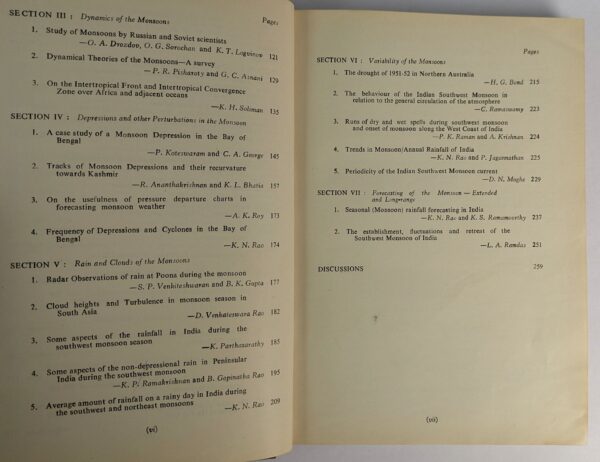 SECTION III : Dynamics of the Monsoons Pages
1. Study of Monsoons by Russian and Soviet scientists
—O. A. Drozdov, O. G. Sorochan and K. T. Loguinov 121
2. Dynamical Theories of the Monsoons—A survey
—P. R. Pisharoty and G. C. Asnani 129
3. On the Intertropical Front and Intertropical Convergence
Zone over Africa and adjacent oceans
—K. H. Soliman 135
SECTION IV : Depressions and other Perturbations in the Monsoon
1. A case study of a Monsoon Depression in the Bay of
Bengal
—P. Koteswaram and C. A. George 145
2. Tracks of Monsoon Depressions and their recurvature
towards Kashmir
—R. Ananthakrishnan and K. L. Bhatia 157
3. On the usefulness of pressure departure charts in
forecasting monsoon weather
—A. K. Roy 173
4. Frequency of Depressions and Cyclones in the Bay of
Bengal
—K. N. Rao 174
SECTION V : Rain and Clouds of the Monsoons
1. Radar Observations of rain at Poona during the monsoon
—S. P. Venkiteshwaran and B. K. Gupta 177
2. Cloud heights and Turbulence in monsoon season in
South Asia
—D. Venkateswara Rao 182
3. Some aspects of the rainfall in India during the
southwest monsoon season
—K. Parthasarathy 185
4. Some aspects of the non-depressional rain in Peninsular
India during the southwest monsoon
—K. P. Ramakrishnan and B. Gopinatha Rao 195
5. Average amount of rainfall on a rainy day in India during
the southwest and northeast monsoons
—K. N. Rao 209
(vi)
Pages
SECTION VI : Variability of the Monsoons
1. The drought of 1951-52 in Northern Australia
—H. G. Bond 215
2. The behaviour of the Indian Southwest Monsoon in
relation to the general circulation of the atmosphere
—C. Ramaswamy 223
3. Runs of dry and wet spells during southwest monsoon
and onset of monsoon along the West Coast of India
—P. K. Raman and A. Krishnan 224
4. Trends in Monsoon/Annual Rainfall of India
—K. N. Rao and P. Jagannathan 225
5. Periodicity of the Indian Southwest Monsoon current
—D. N. Moghe 229
SECTION VII : Forecasting of the Monsoon—Extended
and Longrange
1. Seasonal (Monsoon) rainfall forecasting in India
—K. N. Rao and K. S. Ramamoorthy 237
2. The establishment, fluctuations and retreat of the
Southwest Monsoon of India
—L. A. Ramdas 251
DISCUSSIONS 259
(vii)